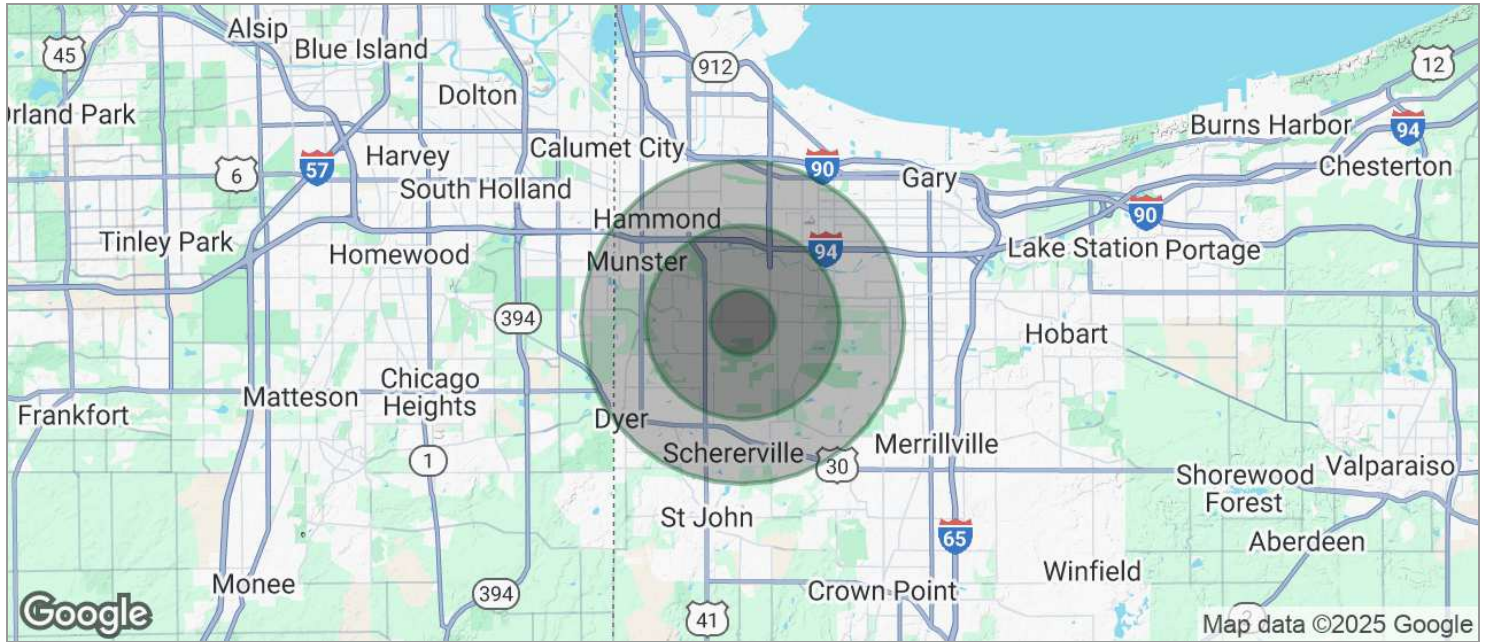 Alsip
45
Blue Island
912
12
Dolton
Orland Park
Burns Harbor
94
Calumet City
Harvey
57
6
90
Chesterton
Gary
South Holland
90
Hammond
Tinley Park
94
Homewood
Munster
Lake Station
Portage
394
Hobart
Chicago
Heights
Matteson
Frankfort
Dyer
Merrillville
Schererville
30
1
Valparaiso
Shorewood
Forest
St John
65
Aberdeen
Winfield
Monee
394
Crown Point
Google
41
2
Map data ©2025 Google